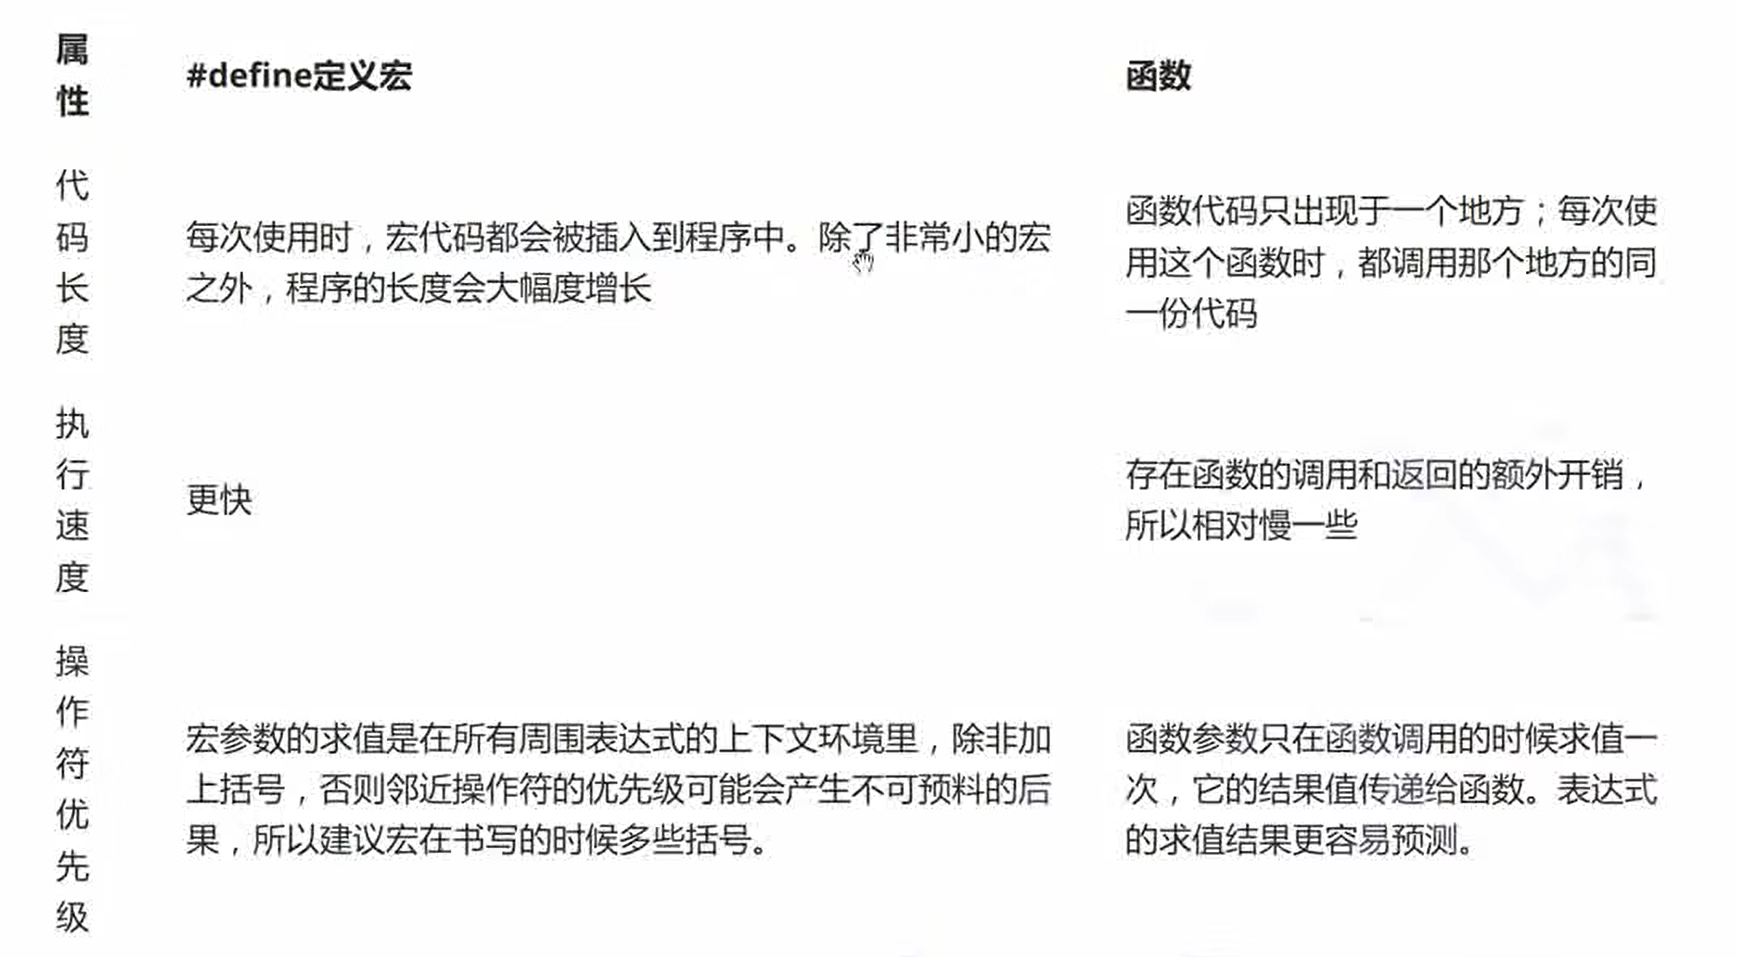 属性
#define定义宏
函数
代码长度
每次使用时，宏代码都会被插入到程序中。除了非常小的宏
之外，程序的长度会大幅度增长
函数代码只出现于一个地方；每次使
用这个函数时，都调用那个地方的同
一份代码
执行速度
更快
存在函数的调用和返回的额外开销，
所以相对慢一些
操作符优先级
宏参数的求值是在所有周围表达式的上下文环境里，除非加
上括号，否则邻近操作符的优先级可能会产生不可预料的后
果，所以建议宏在书写的时候多些括号。
函数参数只在函数调用的时候求值一
次，它的结果值传递给函数。表达式
的求值结果更容易预测。